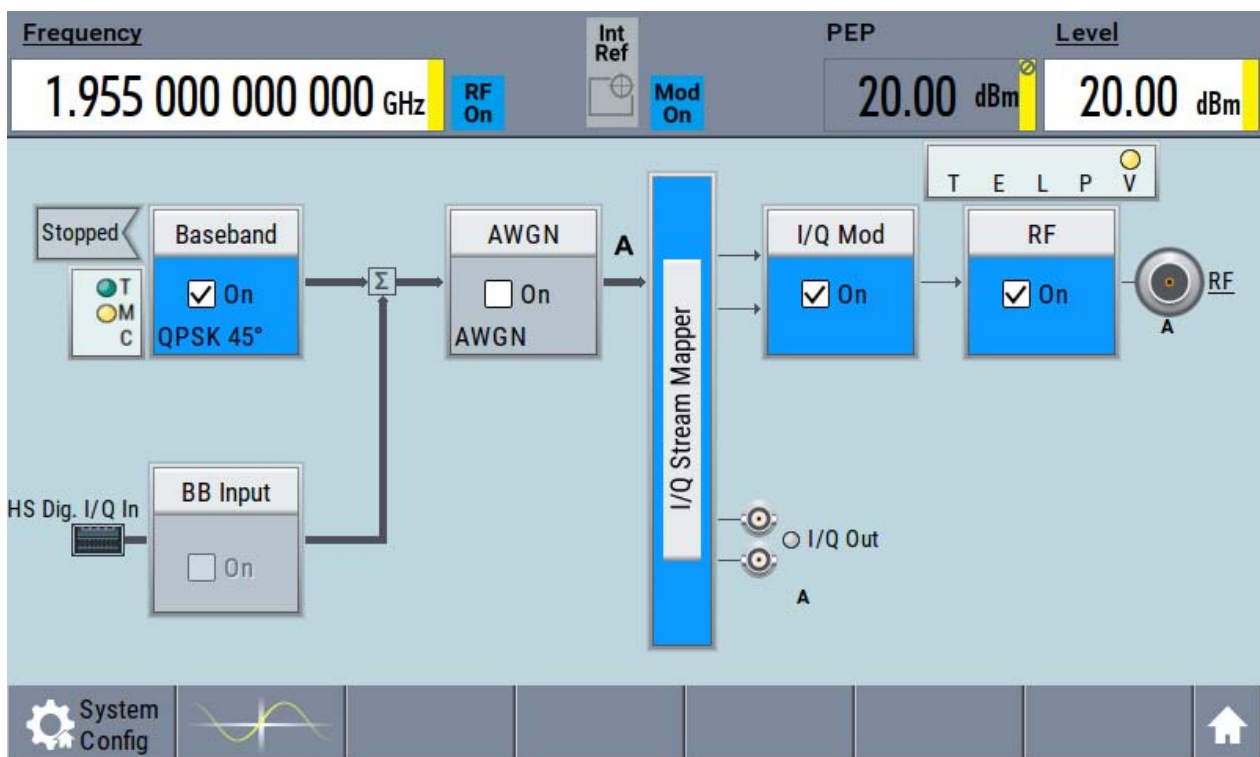 Frequency
Int
Ref
PEP
Level
1.955 000 000 000 GHz
RF
On
Mod
On
20.00 dBm
20.00 dBm
T E L P V
Stopped
Baseband
AWGN
A
I/Q Mod
RF
T
M
C
On
On
On
On
RF
QPSK 45°
AWGN
A
I/Q Stream Mapper
BB Input
HS Dig. I/Q In
On
I/Q Out
A
System
Config